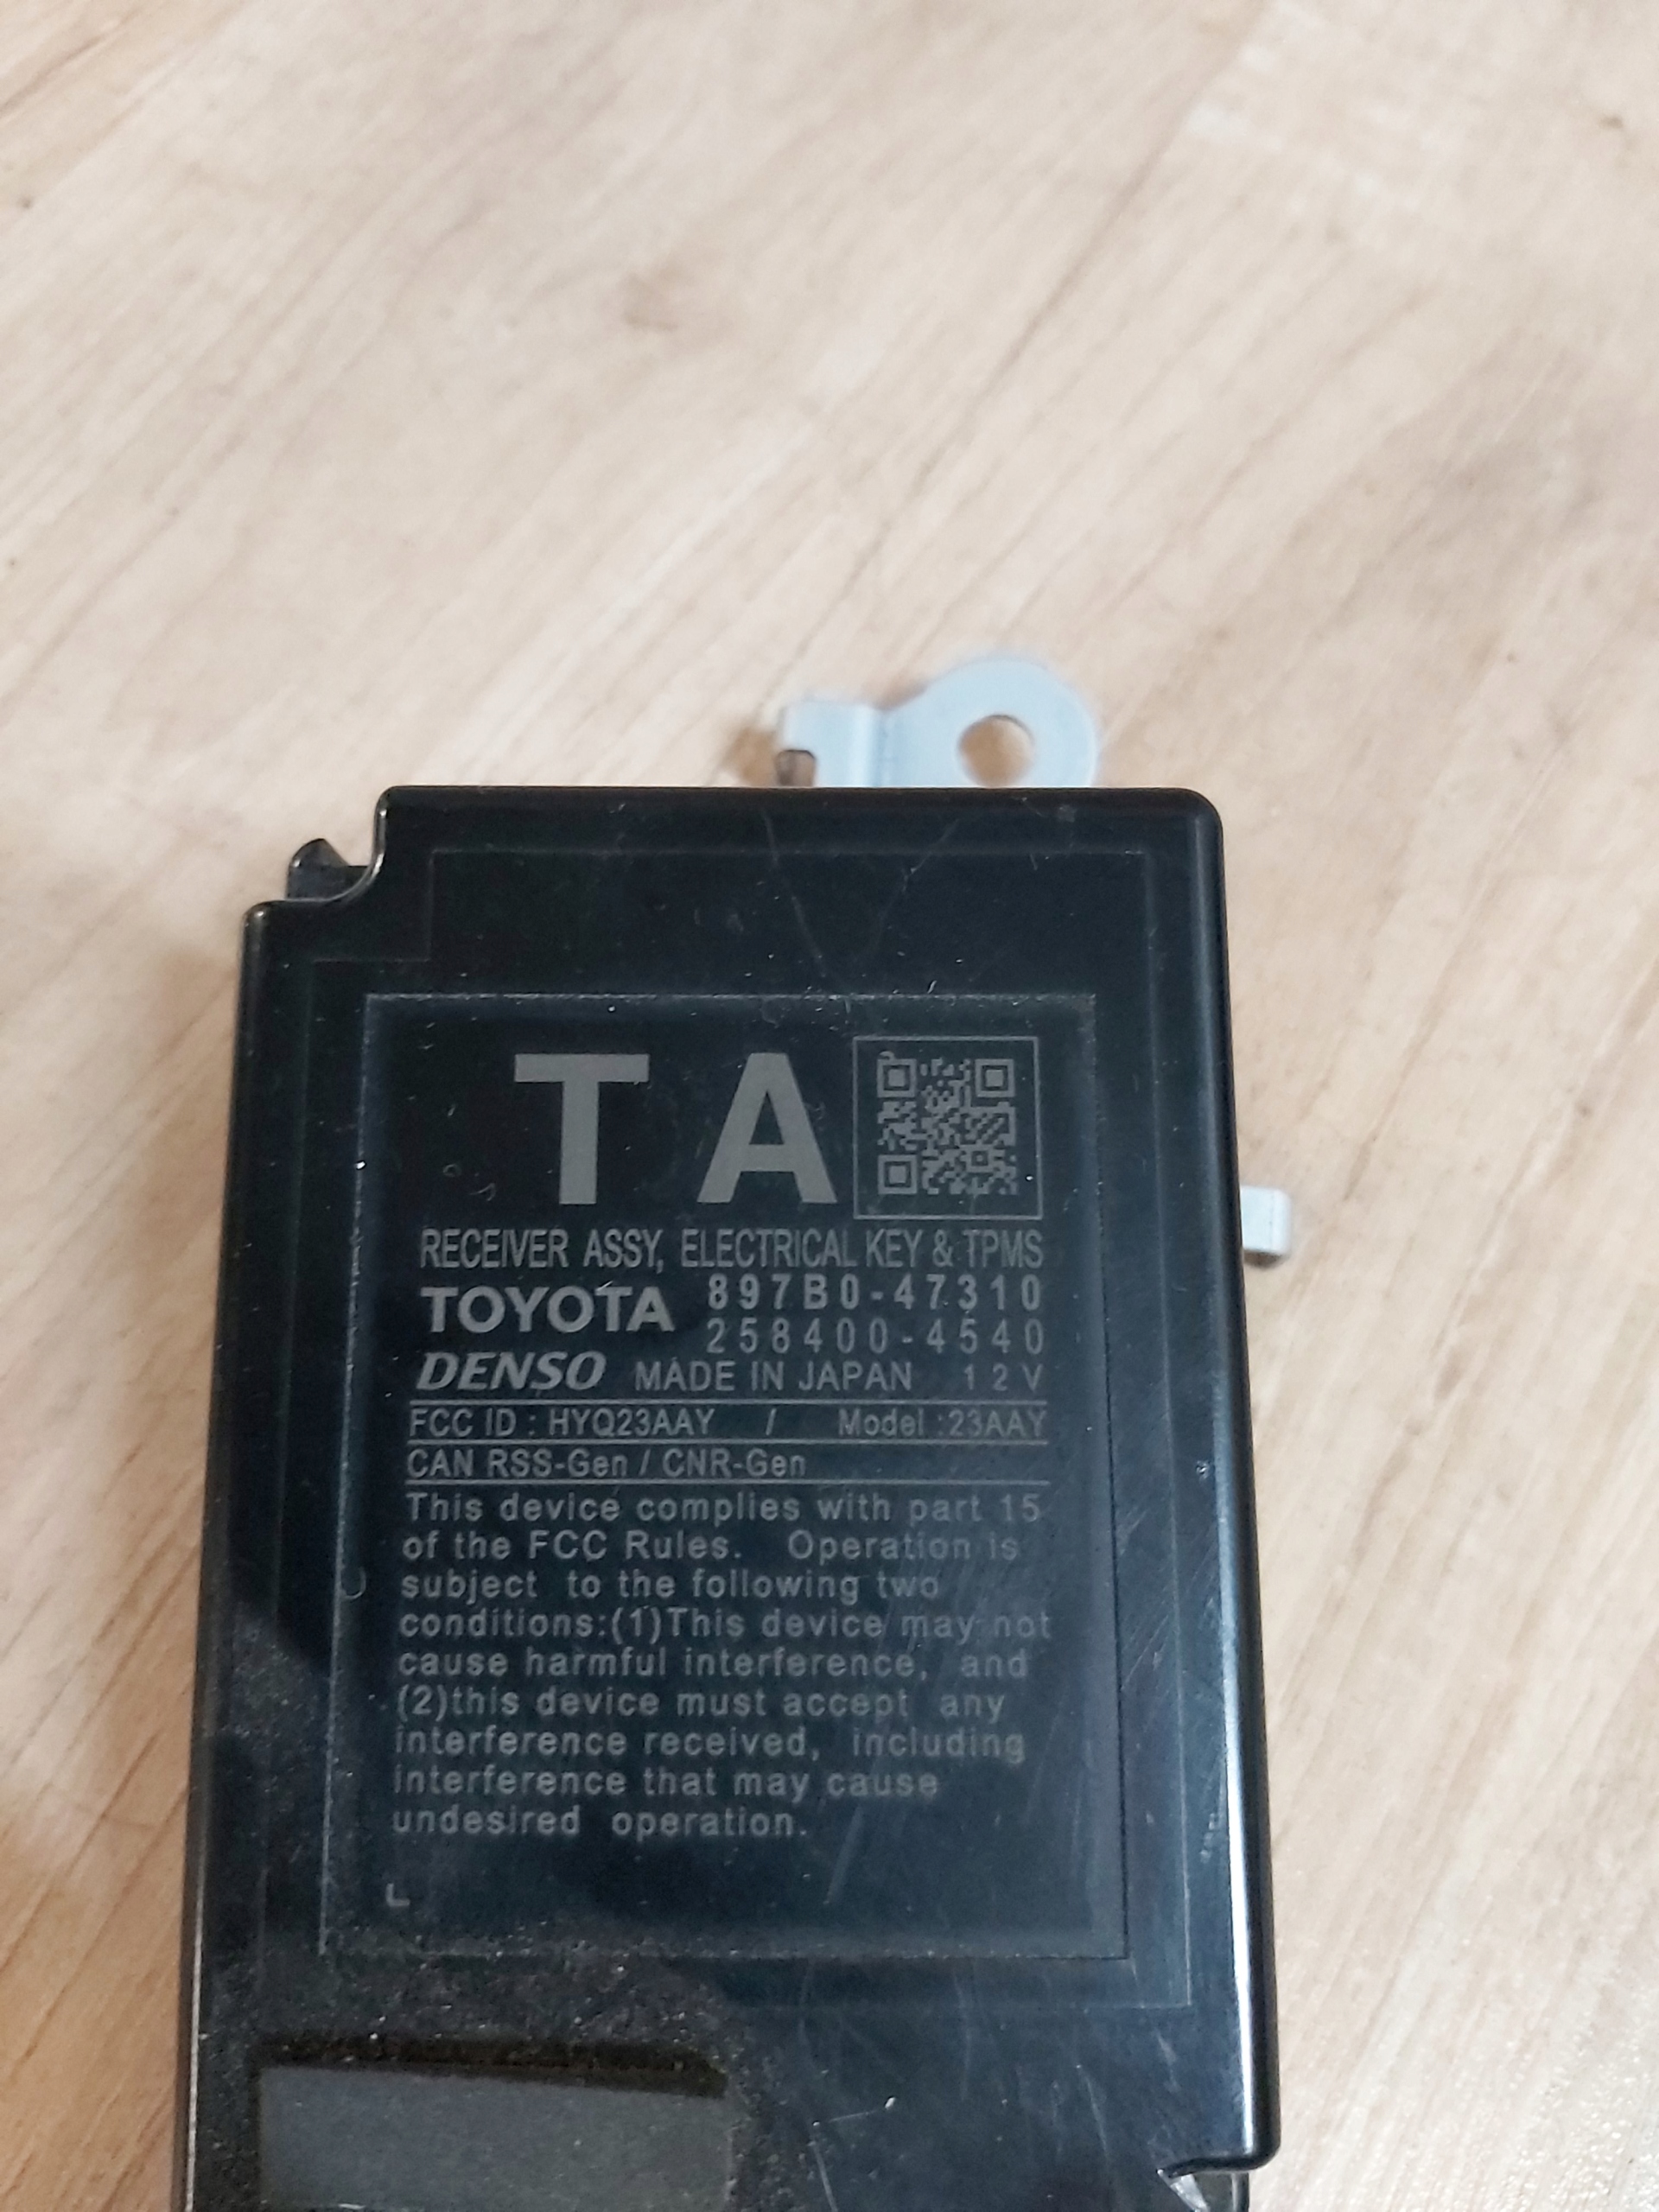 T A
RECEIVER ASSY, ELECTRICAL KEY & TPMS
TOYOTA 897B0-47310
258400-4540
DENSO MADE IN JAPAN 12V
FCC ID : HYQ23AAY / Model :23AAY
CAN RSS-Gen / CNR-Gen
This device complies with part 15
of the FCC Rules. Operation is
subject to the following two
conditions:(1)This device may not
cause harmful interference, and
(2)this device must accept any
interference received, including
interference that may cause
undesired operation.